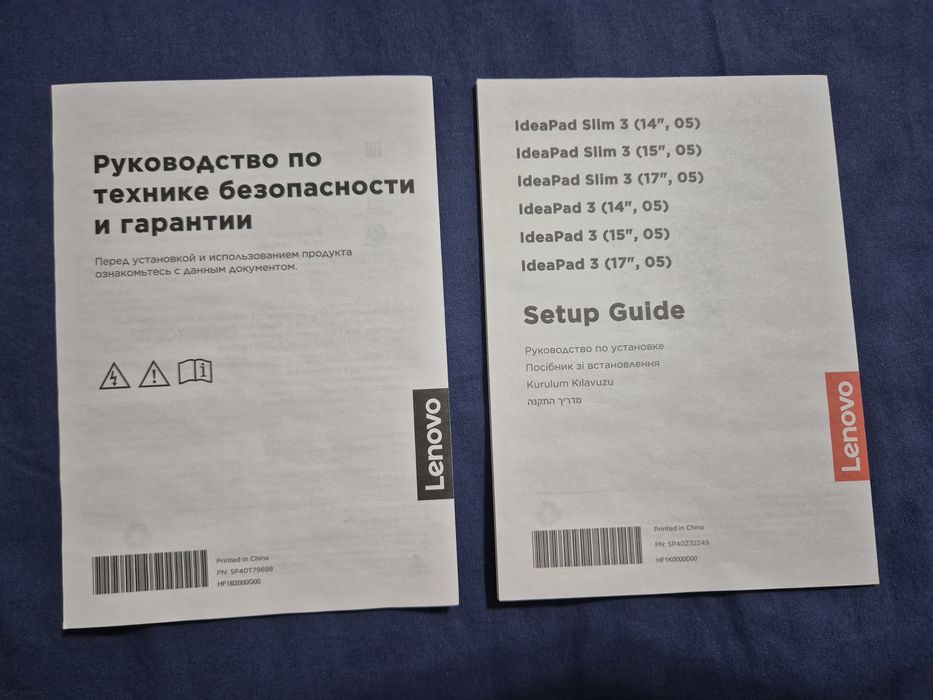 Руководство по
технике безопасности
и гарантии
Перед установкой и использованием продукта
ознакомьтесь с данным документом.
Lenovo
Printed in China
PN: SP40T79898
HF1B2000G00
IdeaPad Slim 3 (14", 05)
IdeaPad Slim 3 (15", 05)
IdeaPad Slim 3 (17", 05)
IdeaPad 3 (14", 05)
IdeaPad 3 (15", 05)
IdeaPad 3 (17", 05)
Setup Guide
Руководство по установке
Посібник зі встановлення
Kurulum Kılavuzu
מדריך התקנה
Lenovo
Printed in China
PN: SP40Z32249
HF1K0000D00